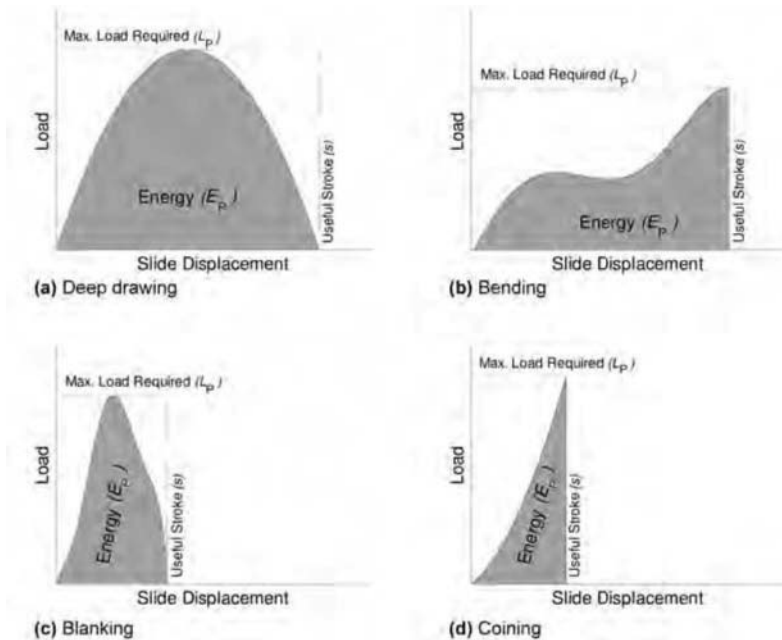 Max. Load Required (Lp)
Load
Energy (Ep)
Useful Stroke (s)
Slide Displacement
(a) Deep drawing
Max. Load Required (Lp)
Load
Energy (Ep)
Useful Stroke (s)
Slide Displacement
(b) Bending
Max. Load Required (Lp)
Load
Energy (Ep)
Useful Stroke (s)
Slide Displacement
(c) Blanking
Max. Load Required (Lp)
Load
Energy (Ep)
Useful Stroke (s)
Slide Displacement
(d) Coining